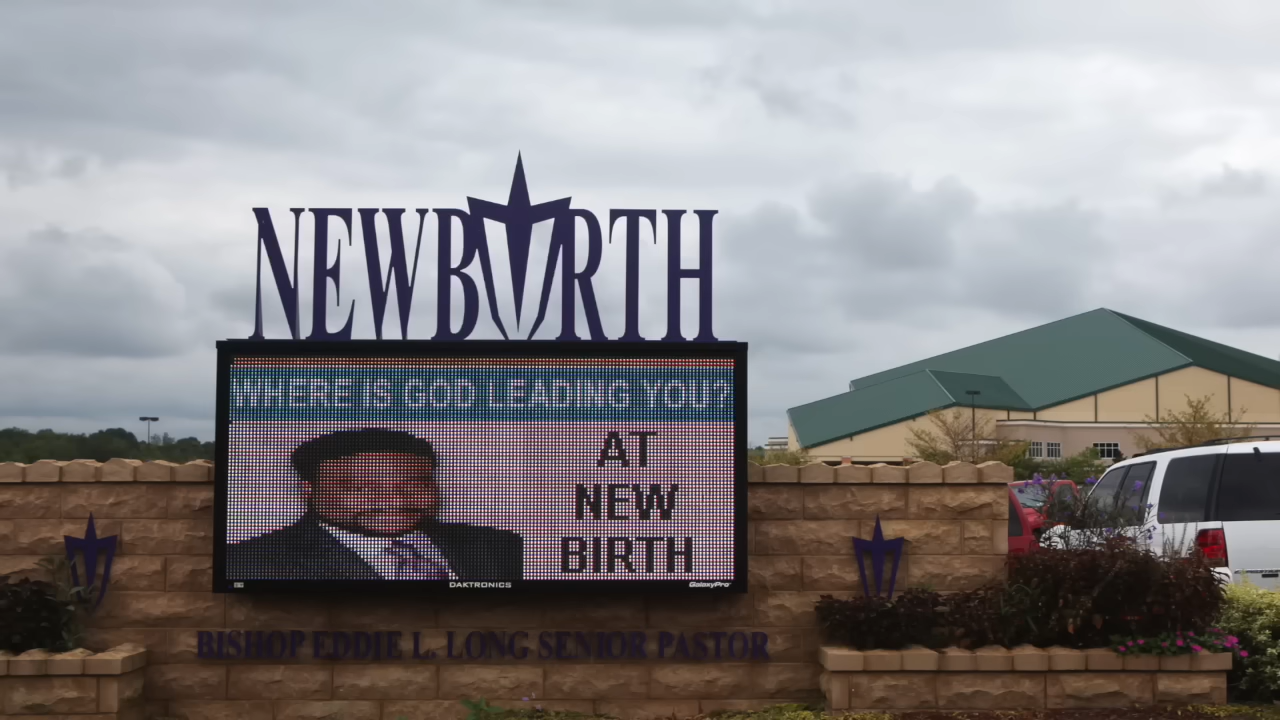 NEWBIRTH
WHERE IS GOD LEADING YOU?
AT
NEW
BIRTH
DAKTRONICS
GalaxyPro
BISHOP EDDIE L. LONG SENIOR PASTOR